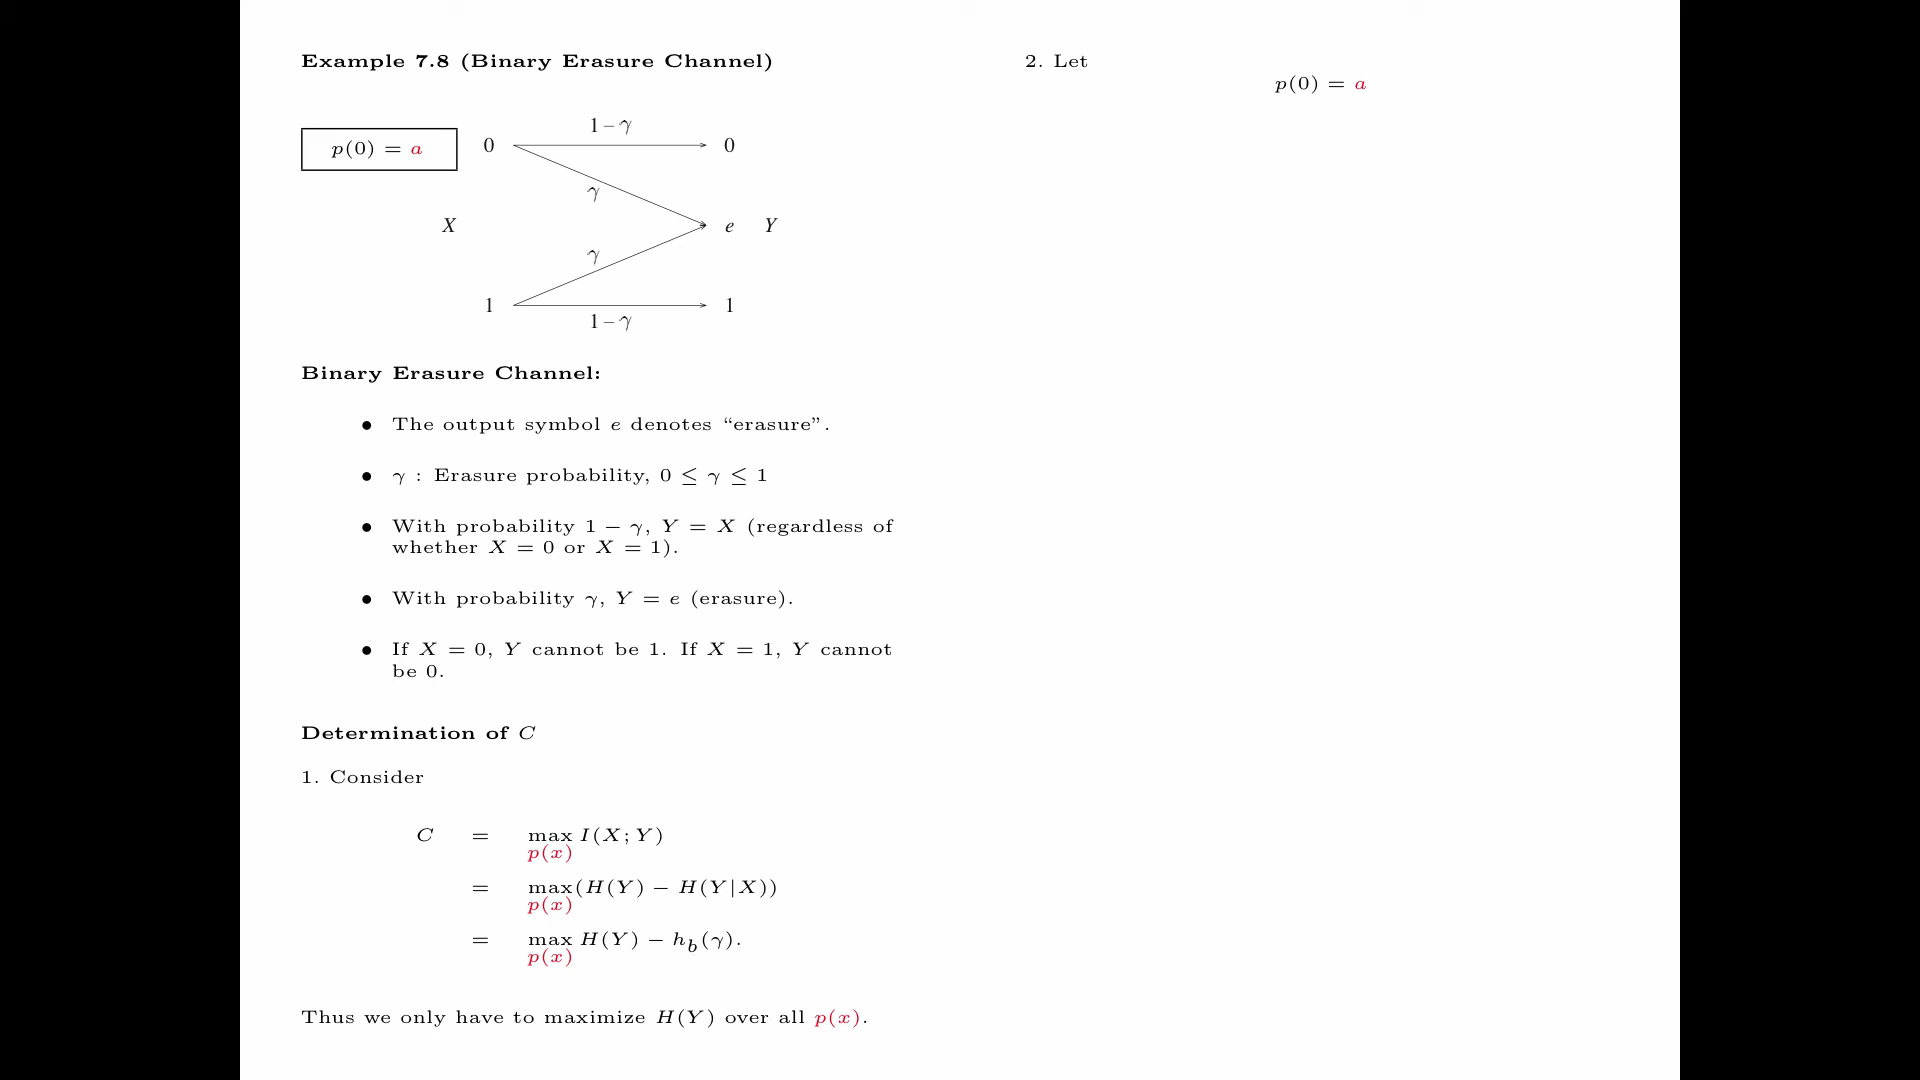 Example 7.8 (Binary Erasure Channel)
p(0) = a
1 – γ
0
0
γ
X
e
Y
γ
1
1
1 – γ
Binary Erasure Channel:
• The output symbol e denotes “erasure”.
• γ : Erasure probability, 0 ≤ γ ≤ 1
• With probability 1 − γ, Y = X (regardless of
whether X = 0 or X = 1).
• With probability γ, Y = e (erasure).
• If X = 0, Y cannot be 1. If X = 1, Y cannot
be 0.
Determination of C
1. Consider
C = max I(X; Y)
p(x)
= max(H(Y) − H(Y|X))
p(x)
= max H(Y) − h_b(γ).
p(x)
Thus we only have to maximize H(Y) over all p(x).
2. Let
p(0) = a